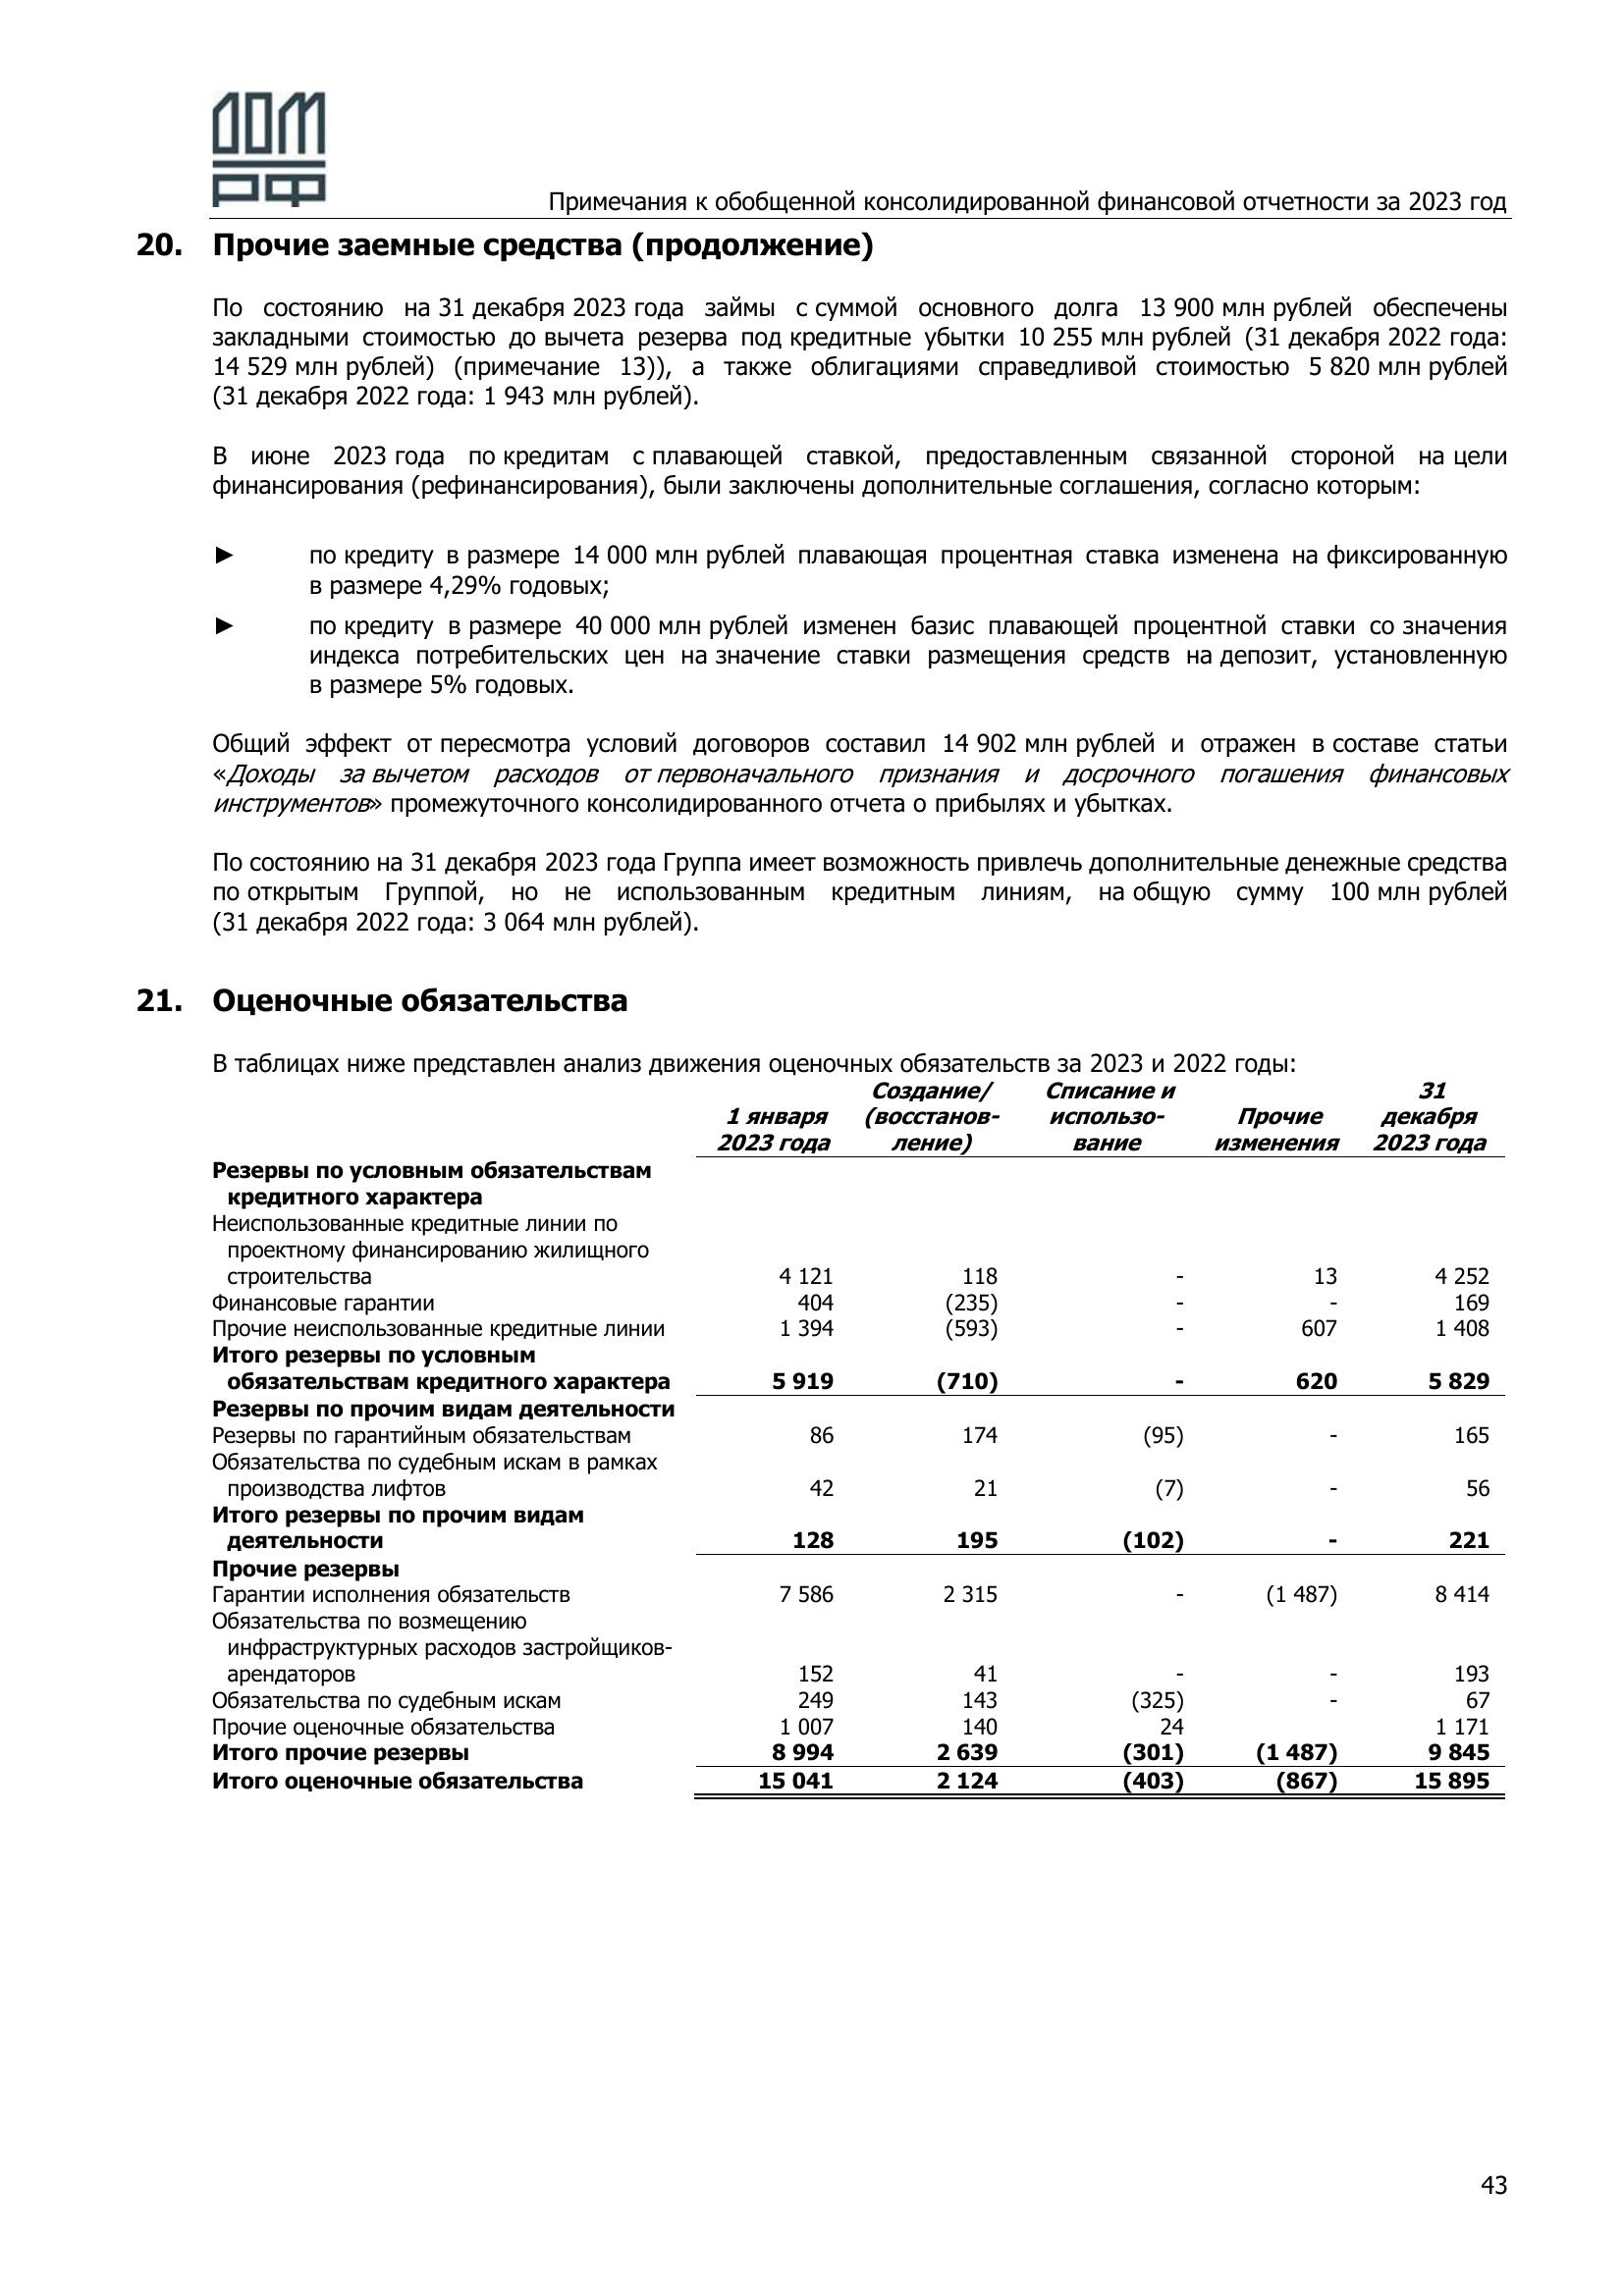 ДОМ
РФ
Примечания к обобщенной консолидированной финансовой отчетности за 2023 год
20. Прочие заемные средства (продолжение)
По состоянию на 31 декабря 2023 года займы с суммой основного долга 13 900 млн рублей обеспечены
закладными стоимостью до вычета резерва под кредитные убытки 10 255 млн рублей (31 декабря 2022 года:
14 529 млн рублей) (примечание 13)), а также облигациями справедливой стоимостью 5 820 млн рублей
(31 декабря 2022 года: 1 943 млн рублей).
В июне 2023 года по кредитам с плавающей ставкой, предоставленным связанной стороной на цели
финансирования (рефинансирования), были заключены дополнительные соглашения, согласно которым:
► по кредиту в размере 14 000 млн рублей плавающая процентная ставка изменена на фиксированную
в размере 4,29% годовых;
► по кредиту в размере 40 000 млн рублей изменен базис плавающей процентной ставки со значения
индекса потребительских цен на значение ставки размещения средств на депозит, установленную
в размере 5% годовых.
Общий эффект от пересмотра условий договоров составил 14 902 млн рублей и отражен в составе статьи
«Доходы за вычетом расходов от первоначального признания и досрочного погашения финансовых
инструментов» промежуточного консолидированного отчета о прибылях и убытках.
По состоянию на 31 декабря 2023 года Группа имеет возможность привлечь дополнительные денежные средства
по открытым Группой, но не использованным кредитным линиям, на общую сумму 100 млн рублей
(31 декабря 2022 года: 3 064 млн рублей).
21. Оценочные обязательства
В таблицах ниже представлен анализ движения оценочных обязательств за 2023 и 2022 годы:
Создание/ Списание и 31
1 января (восстанов- использо- Прочие декабря
2023 года ление) вание изменения 2023 года
Резервы по условным обязательствам
кредитного характера
Неиспользованные кредитные линии по
проектному финансированию жилищного
строительства 4 121 118 - 13 4 252
Финансовые гарантии 404 (235) - - 169
Прочие неиспользованные кредитные линии 1 394 (593) - 607 1 408
Итого резервы по условным
обязательствам кредитного характера 5 919 (710) - 620 5 829
Резервы по прочим видам деятельности
Резервы по гарантийным обязательствам 86 174 (95) - 165
Обязательства по судебным искам в рамках
производства лифтов 42 21 (7) - 56
Итого резервы по прочим видам
деятельности 128 195 (102) - 221
Прочие резервы
Гарантии исполнения обязательств 7 586 2 315 - (1 487) 8 414
Обязательства по возмещению
инфраструктурных расходов застройщиков-
арендаторов 152 41 - - 193
Обязательства по судебным искам 249 143 (325) - 67
Прочие оценочные обязательства 1 007 140 24 1 171
Итого прочие резервы 8 994 2 639 (301) (1 487) 9 845
Итого оценочные обязательства 15 041 2 124 (403) (867) 15 895
43